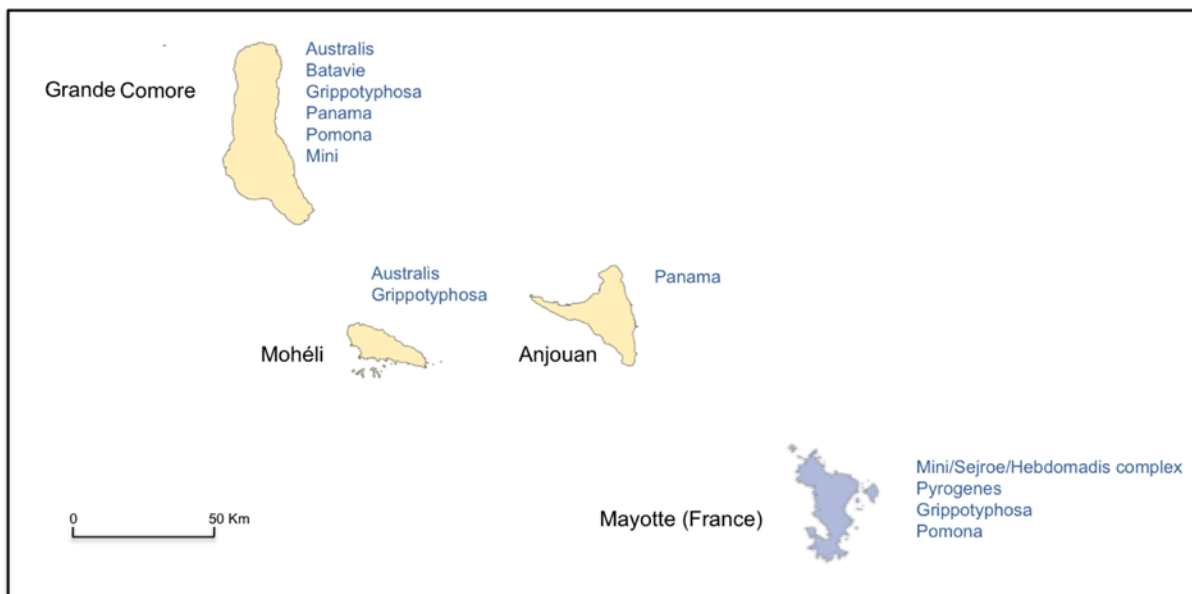 Grande Comore
Australis
Batavie
Grippotyphosa
Panama
Pomona
Mini
Australis
Grippotyphosa
Mohéli
Panama
Anjouan
Mini/Sejroe/Hebdomadis complex
Pyrogenes
Grippotyphosa
Pomona
Mayotte (France)
0 50 Km